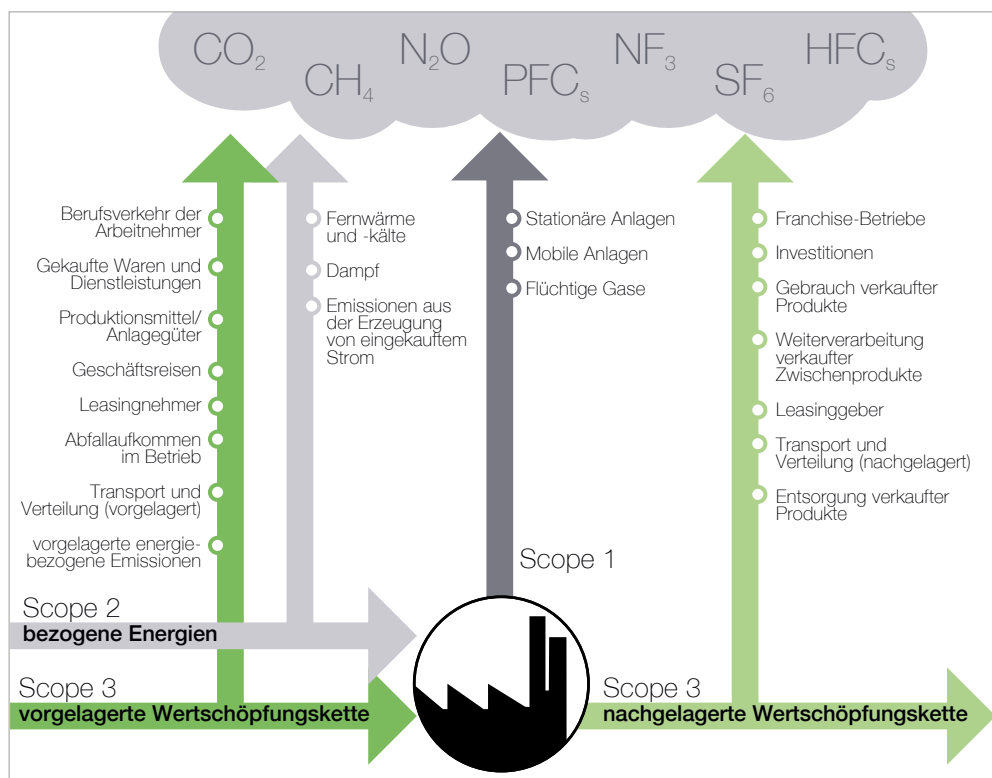 CO₂
CH₄
N₂O
PFCₛ
NF₃
SF₆
HFCₛ
Berufsverkehr der
Arbeitnehmer
Gekaufte Waren und
Dienstleistungen
Produktionsmittel/
Anlagegüter
Geschäftsreisen
Leasingnehmer
Abfallaufkommen
im Betrieb
Transport und
Verteilung (vorgelagert)
vorgelagerte energie-
bezogene Emissionen
Fernwärme
und -kälte
Dampf
Emissionen aus
der Erzeugung
von eingekauftem
Strom
Stationäre Anlagen
Mobile Anlagen
Flüchtige Gase
Franchise-Betriebe
Investitionen
Gebrauch verkaufter
Produkte
Weiterverarbeitung
verkaufter
Zwischenprodukte
Leasinggeber
Transport und
Verteilung (nachgelagert)
Entsorgung verkaufter
Produkte
Scope 1
Scope 2
bezogene Energien
Scope 3
vorgelagerte Wertschöpfungskette
Scope 3
nachgelagerte Wertschöpfungskette